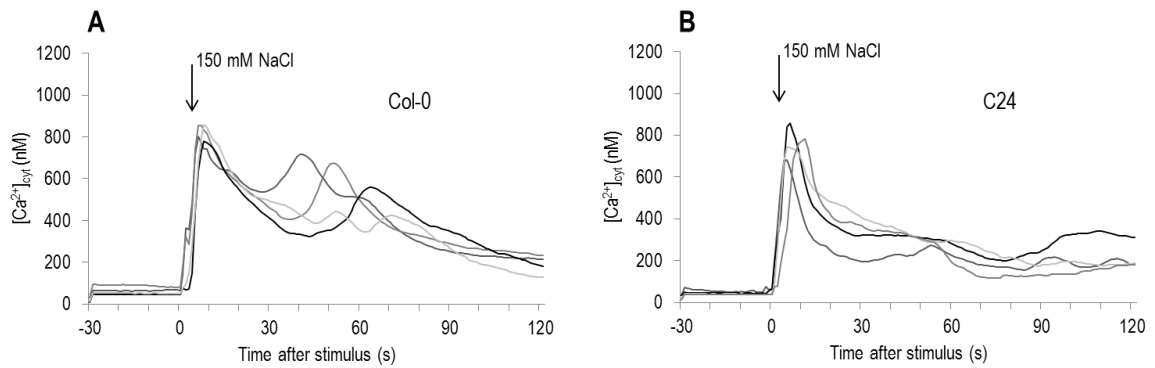 A
1200
1000
800
600
400
200
0
[Ca²⁺]cyt (nM)
150 mM NaCl
Col-0
-30 0 30 60 90 120
Time after stimulus (s)
B
1200
1000
800
600
400
200
0
[Ca²⁺]cyt (nM)
150 mM NaCl
C24
-30 0 30 60 90 120
Time after stimulus (s)